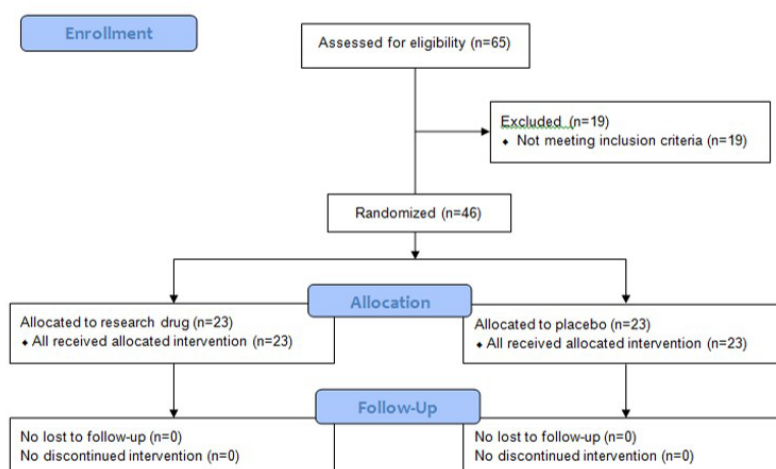 Enrollment
Assessed for eligibility (n=65)
Excluded (n=19)
⬥ Not meeting inclusion criteria (n=19)
Randomized (n=46)
Allocation
Allocated to research drug (n=23)
⬥ All received allocated intervention (n=23)
Allocated to placebo (n=23)
⬥ All received allocated intervention (n=23)
Follow-Up
No lost to follow-up (n=0)
No discontinued intervention (n=0)
No lost to follow-up (n=0)
No discontinued intervention (n=0)